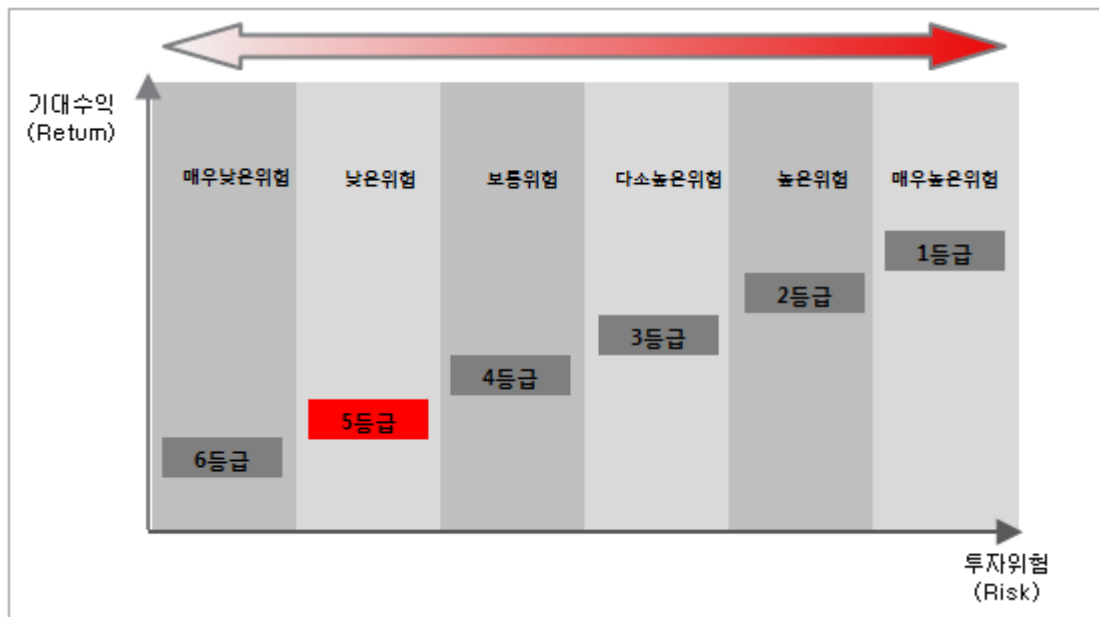 기대수익
(Retum)
매우낮은위험
낮은위험
보통위험
다소높은위험
높은위험
매우높은위험
1등급
2등급
3등급
4등급
5등급
6등급
투자위험
(Risk)